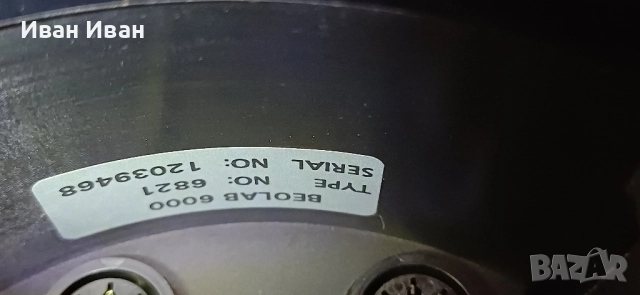 Иван Иван
BEOLAB 6000
TYPE NO: 6821
SERIAL NO: 12039468
BAZAR